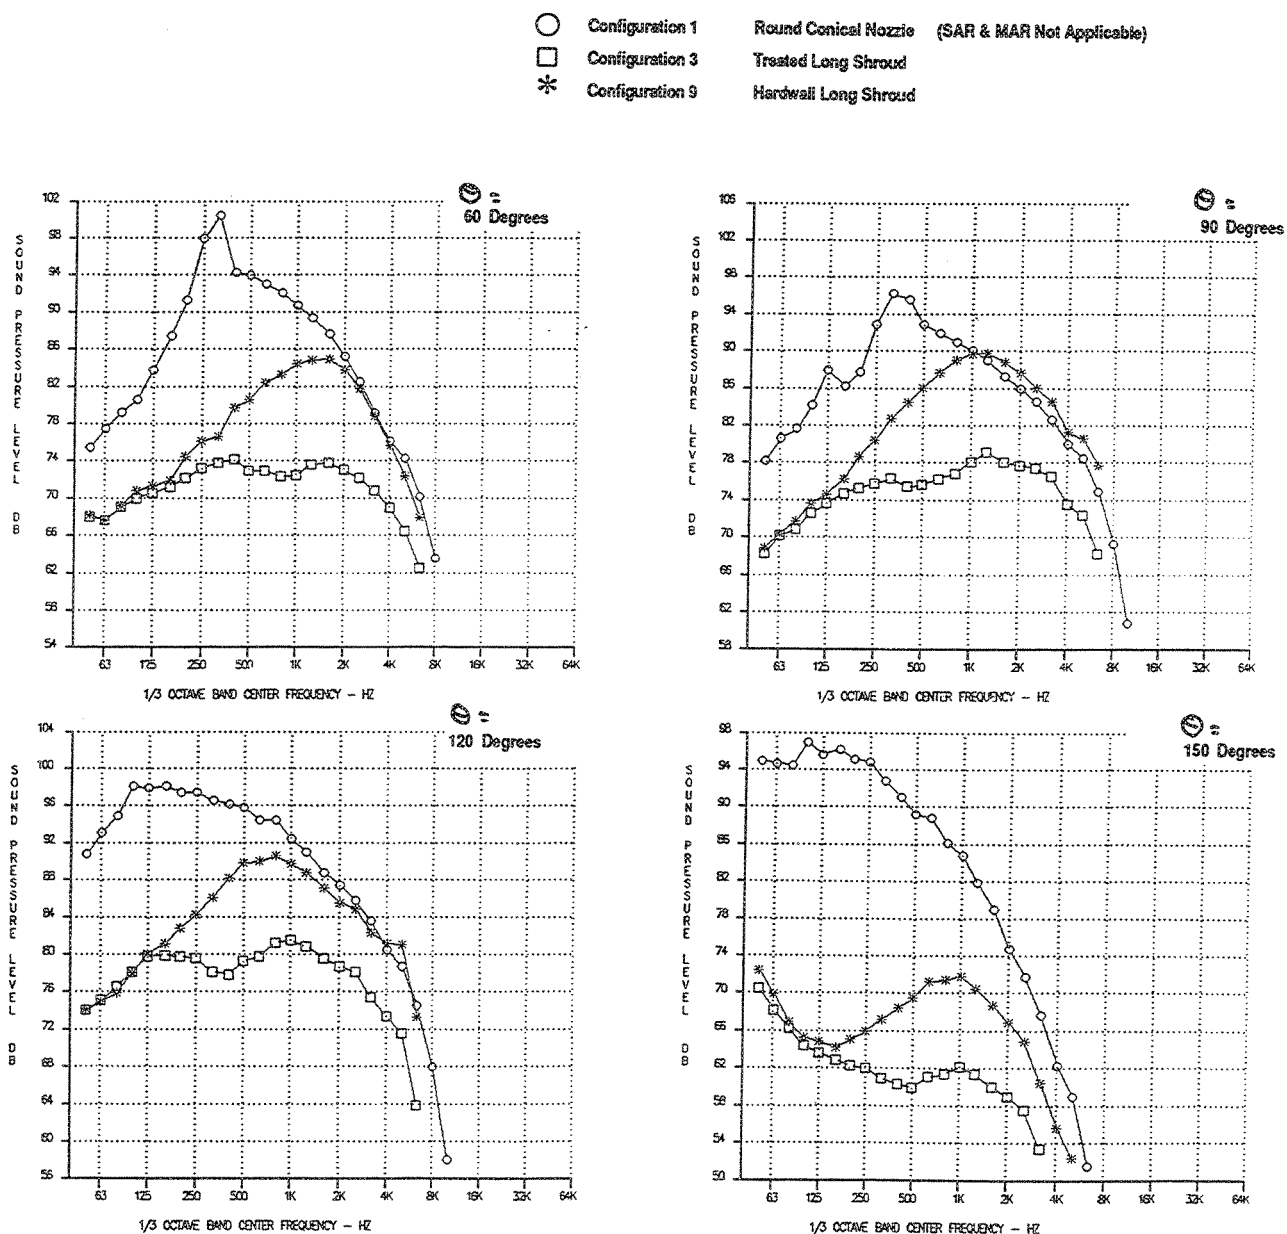 Configuration 1 Round Conical Nozzle (SAR & MAR Not Applicable)
Configuration 3 Treated Long Shroud
Configuration 9 Hardwall Long Shroud
60 Degrees
SOUND PRESSURE LEVEL DB
102
98
94
90
86
82
78
74
70
66
62
58
54
63 125 250 500 1K 2K 4K 8K 16K 32K 64K
1/3 OCTAVE BAND CENTER FREQUENCY - HZ
90 Degrees
SOUND PRESSURE LEVEL DB
106
102
98
94
90
86
82
78
74
70
66
62
58
63 125 250 500 1K 2K 4K 8K 16K 32K 64K
1/3 OCTAVE BAND CENTER FREQUENCY - HZ
120 Degrees
SOUND PRESSURE LEVEL DB
104
100
96
92
88
84
80
76
72
68
64
60
56
63 125 250 500 1K 2K 4K 8K 16K 32K 64K
1/3 OCTAVE BAND CENTER FREQUENCY - HZ
150 Degrees
SOUND PRESSURE LEVEL DB
98
94
90
86
82
78
74
70
66
62
58
54
50
63 125 250 500 1K 2K 4K 8K 16K 32K 64K
1/3 OCTAVE BAND CENTER FREQUENCY - HZ